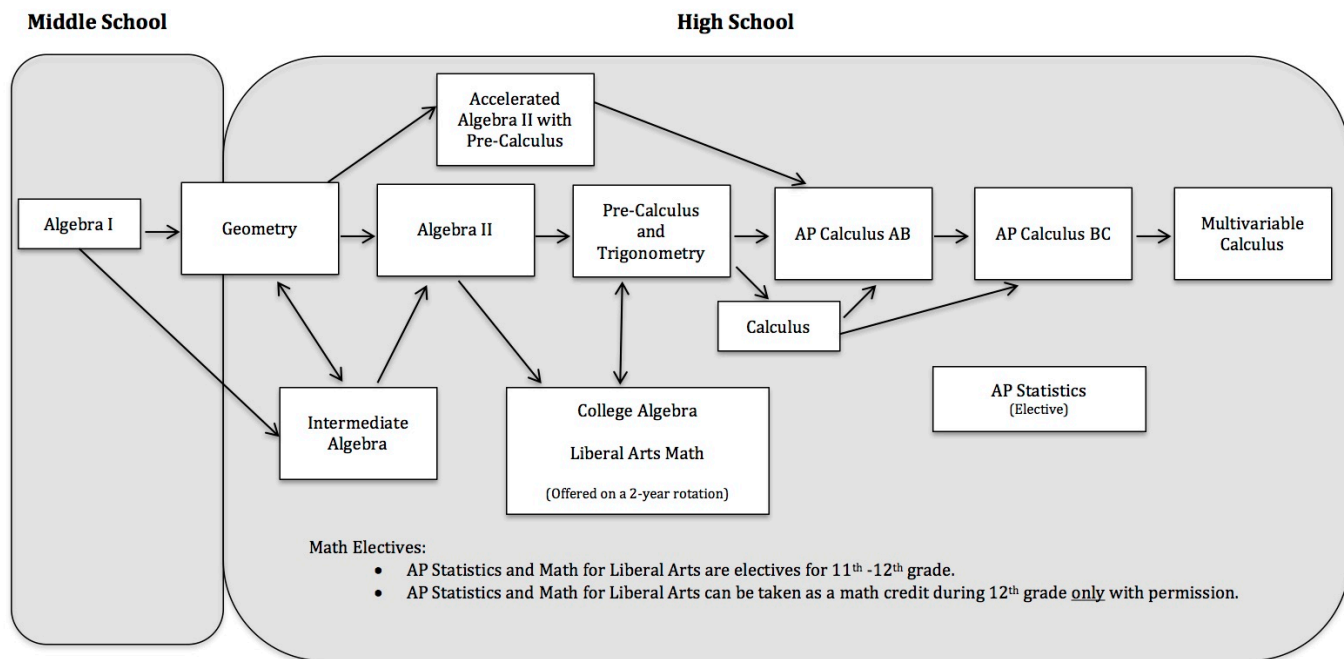 Middle School
High School
Accelerated
Algebra II with
Pre-Calculus
Algebra I
Geometry
Algebra II
Pre-Calculus
and
Trigonometry
AP Calculus AB
AP Calculus BC
Multivariable
Calculus
Calculus
Intermediate
Algebra
College Algebra
Liberal Arts Math
(Offered on a 2-year rotation)
AP Statistics
(Elective)
Math Electives:
• AP Statistics and Math for Liberal Arts are electives for 11th -12th grade.
• AP Statistics and Math for Liberal Arts can be taken as a math credit during 12th grade only with permission.